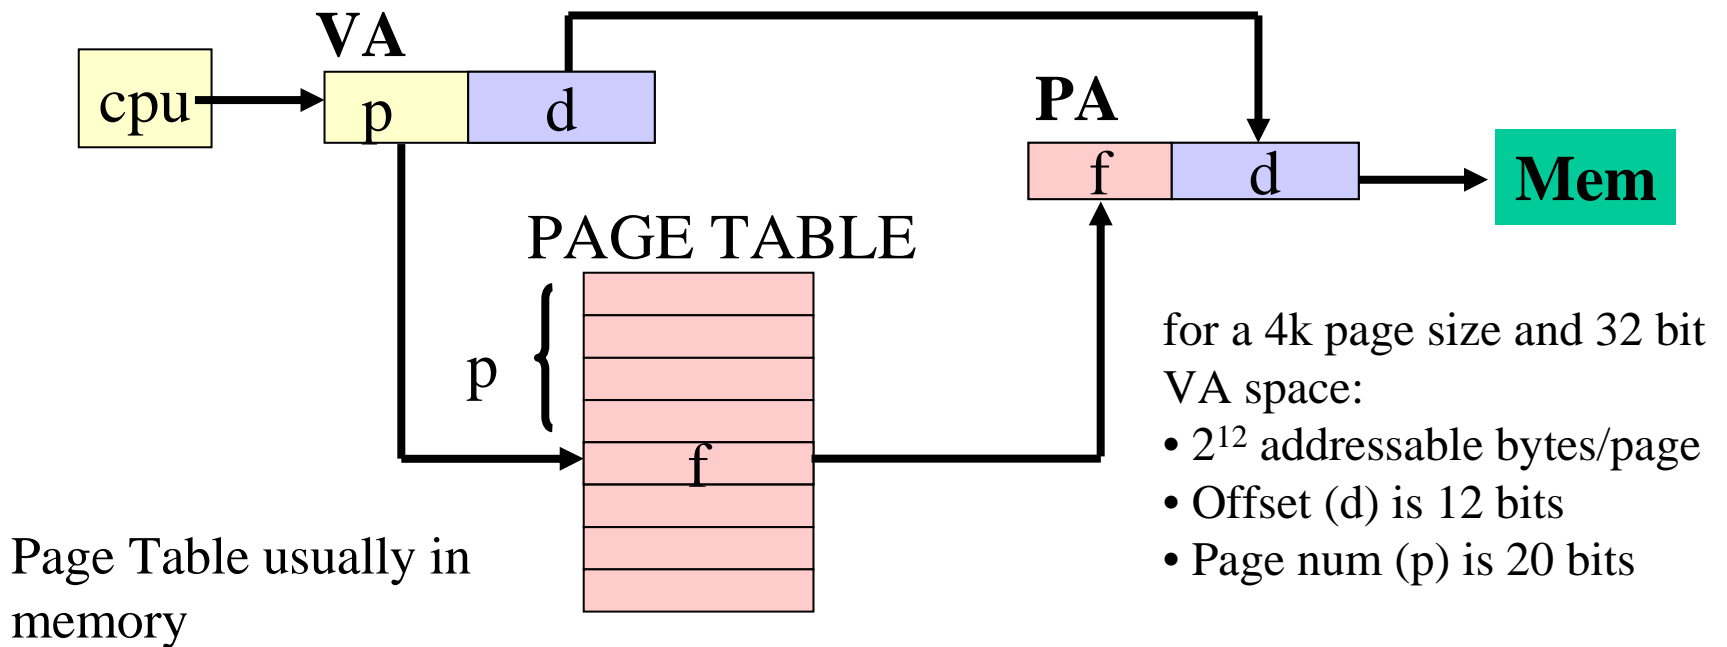 VA
cpu
p
d
PA
f
d
Mem
PAGE TABLE
p
f
for a 4k page size and 32 bit
VA space:
• 2¹² addressable bytes/page
• Offset (d) is 12 bits
• Page num (p) is 20 bits
Page Table usually in
memory